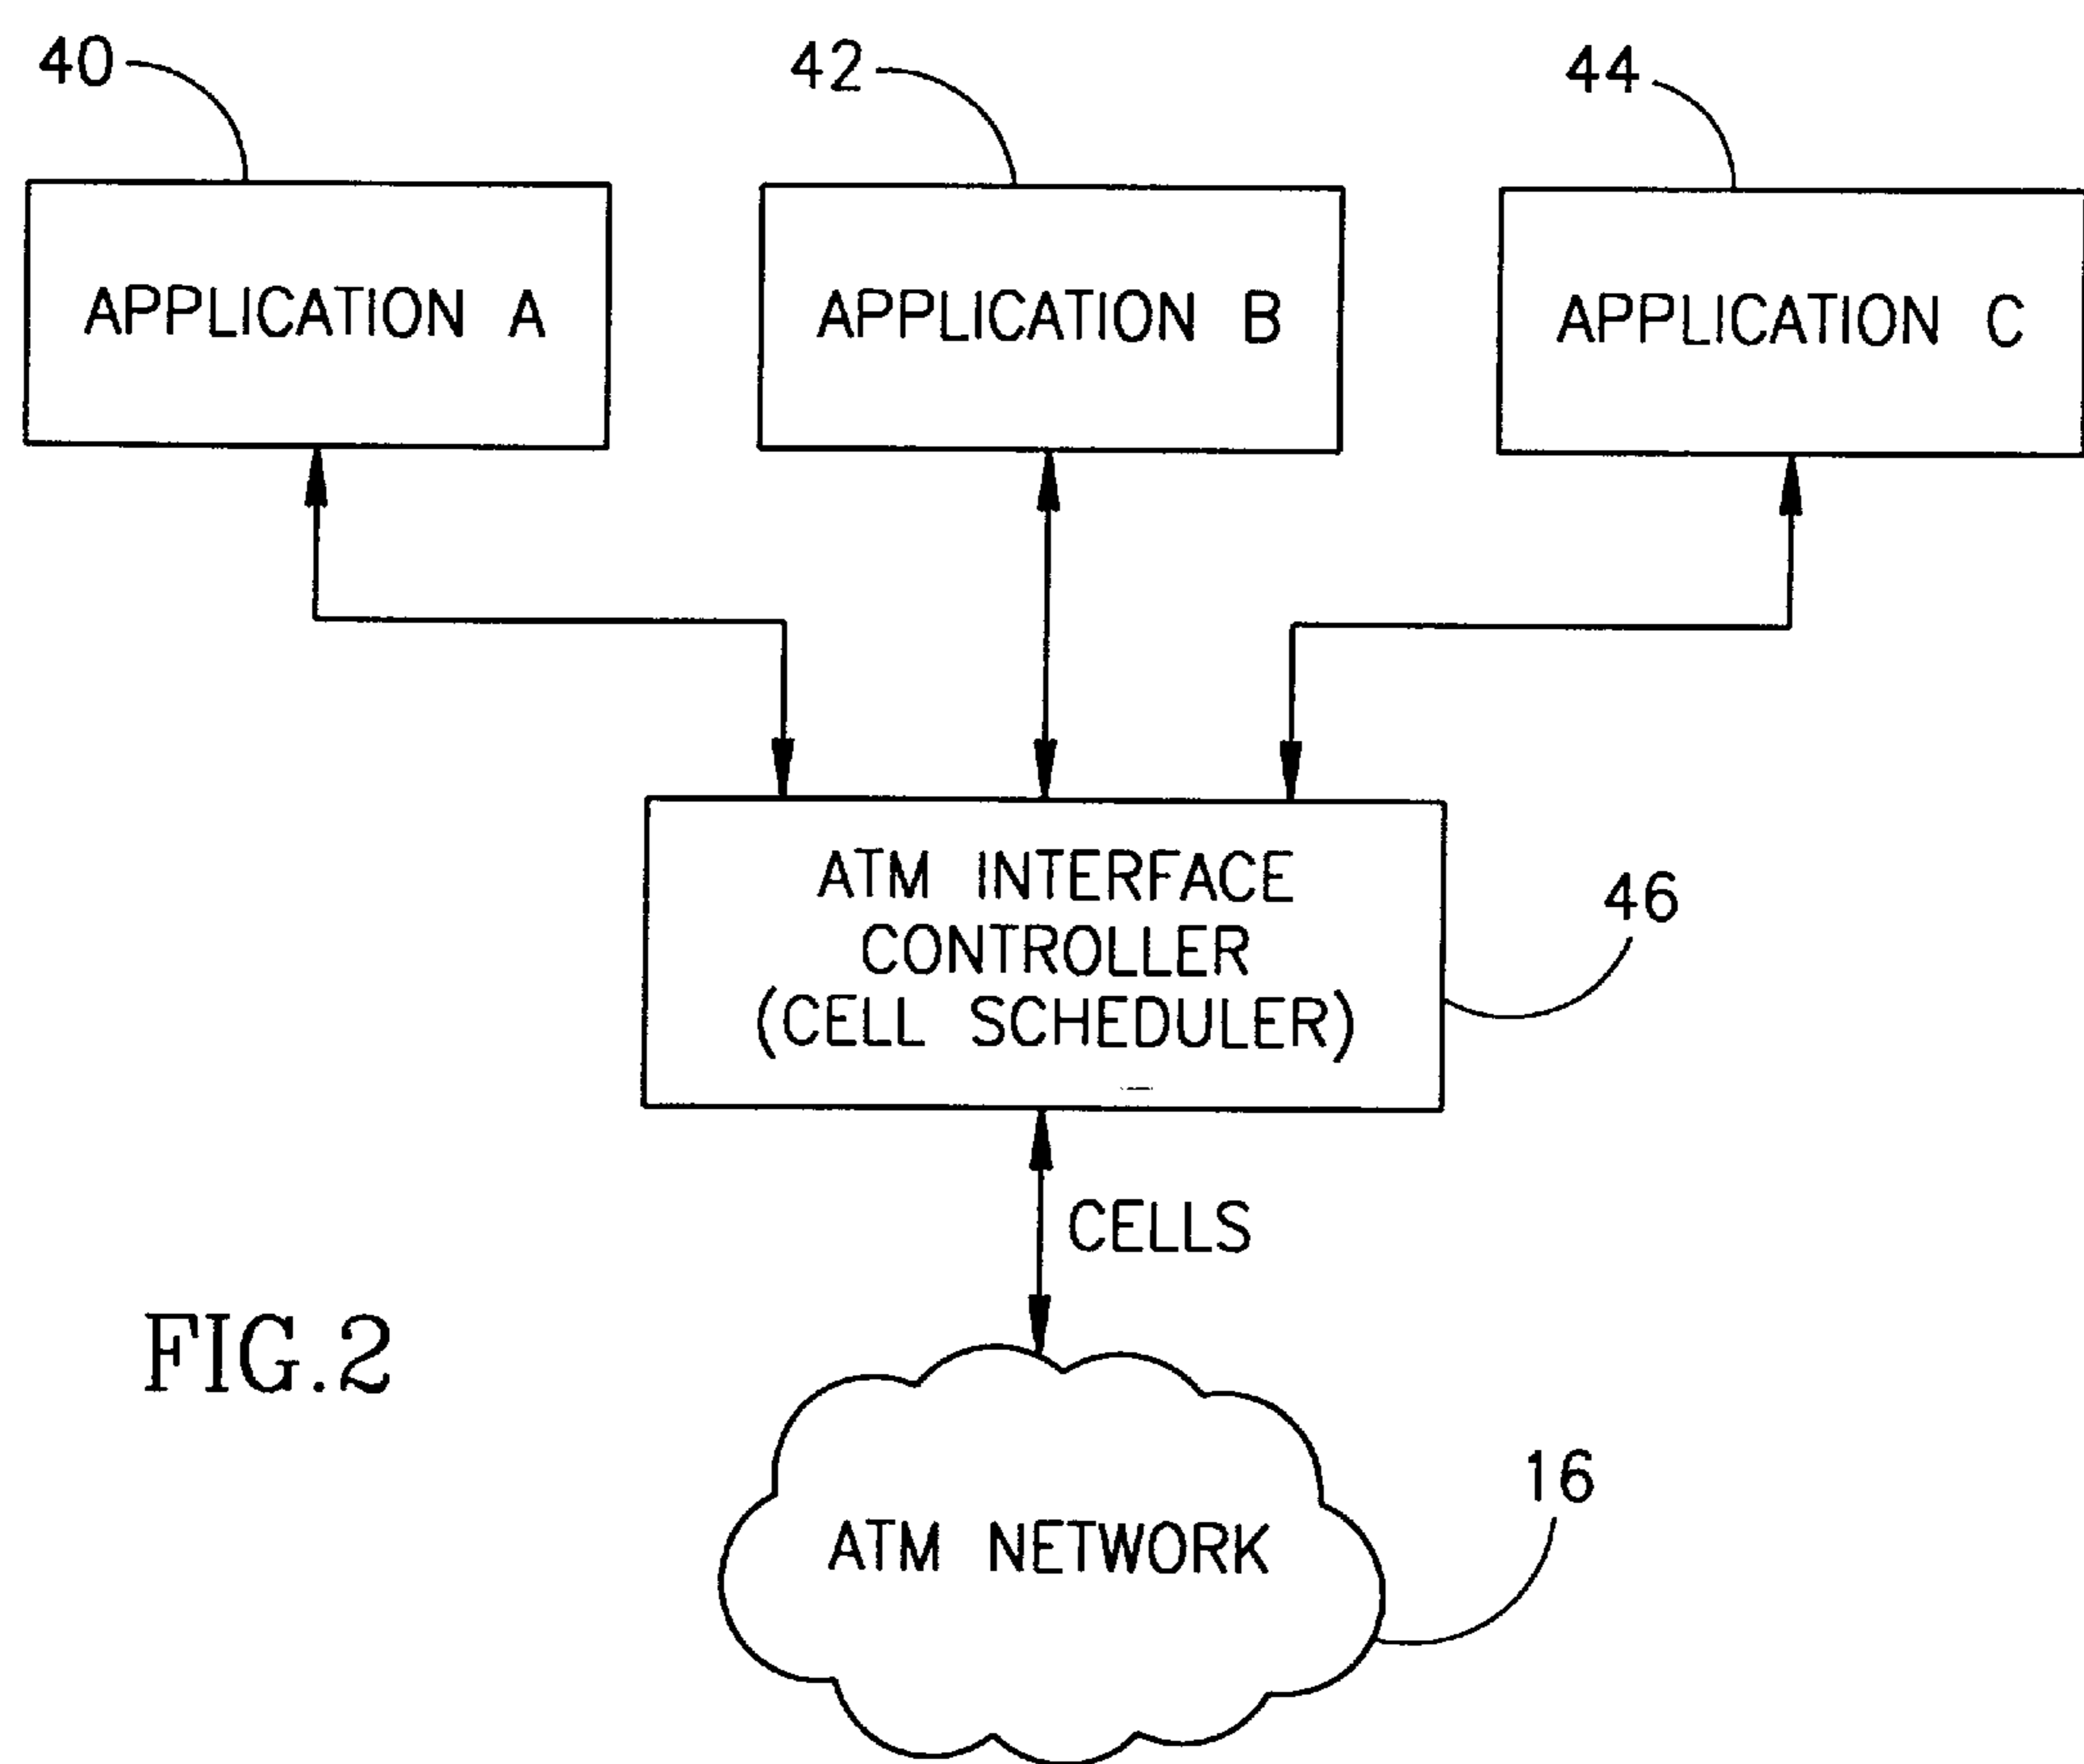 40
42
44
APPLICATION A
APPLICATION B
APPLICATION C
ATM INTERFACE
CONTROLLER
(CELL SCHEDULER)
46
CELLS
FIG.2
16
ATM NETWORK